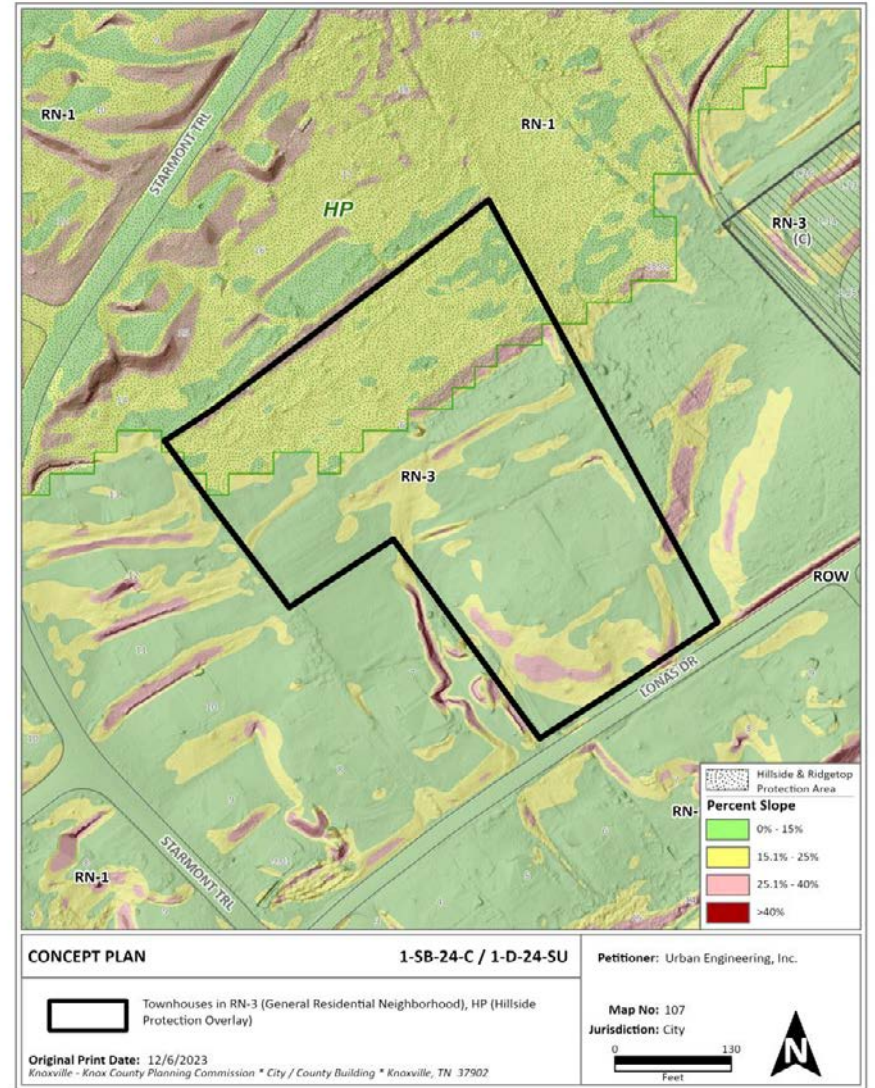 RN-1
STARMONT TRL
RN-1
HP
RN-3
(C)
RN-3
ROW
LONAS DR
11
10
9
RN-1
STARMONT TRL
RN-
Hillside & Ridgetop
Protection Area
Percent Slope
0% - 15%
15.1% - 25%
25.1% - 40%
>40%
CONCEPT PLAN
1-SB-24-C / 1-D-24-SU
Townhouses in RN-3 (General Residential Neighborhood), HP (Hillside
Protection Overlay)
Original Print Date: 12/6/2023
Knoxville - Knox County Planning Commission * City / County Building * Knoxville, TN 37902
Petitioner: Urban Engineering, Inc.
Map No: 107
Jurisdiction: City
0 130
Feet
N